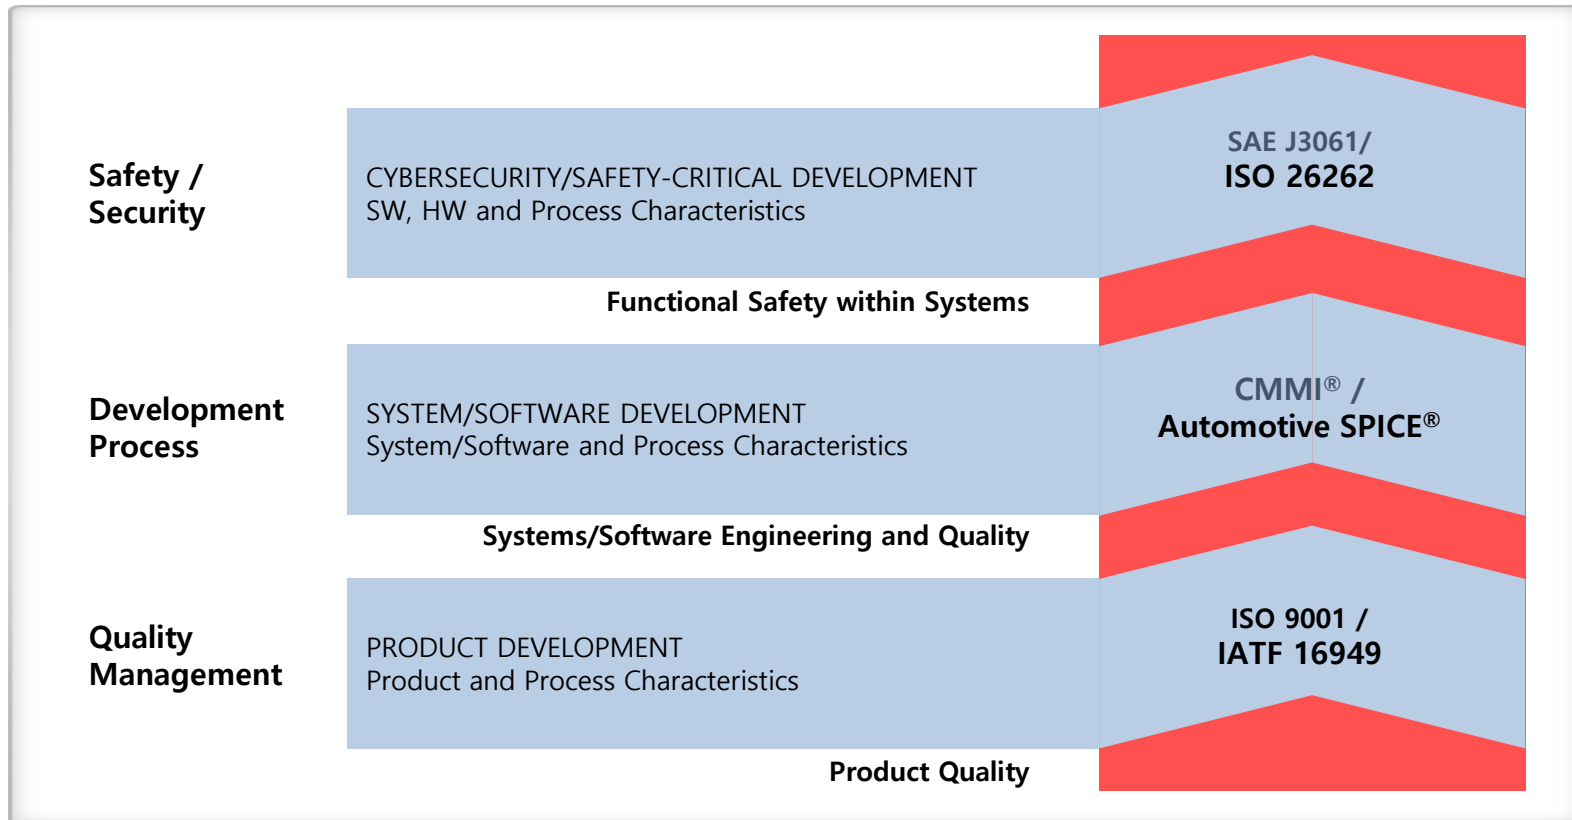 Safety /
Security
CYBERSECURITY/SAFETY-CRITICAL DEVELOPMENT
SW, HW and Process Characteristics
SAE J3061/
ISO 26262
Functional Safety within Systems
Development
Process
SYSTEM/SOFTWARE DEVELOPMENT
System/Software and Process Characteristics
CMMI® /
Automotive SPICE®
Systems/Software Engineering and Quality
Quality
Management
PRODUCT DEVELOPMENT
Product and Process Characteristics
ISO 9001 /
IATF 16949
Product Quality